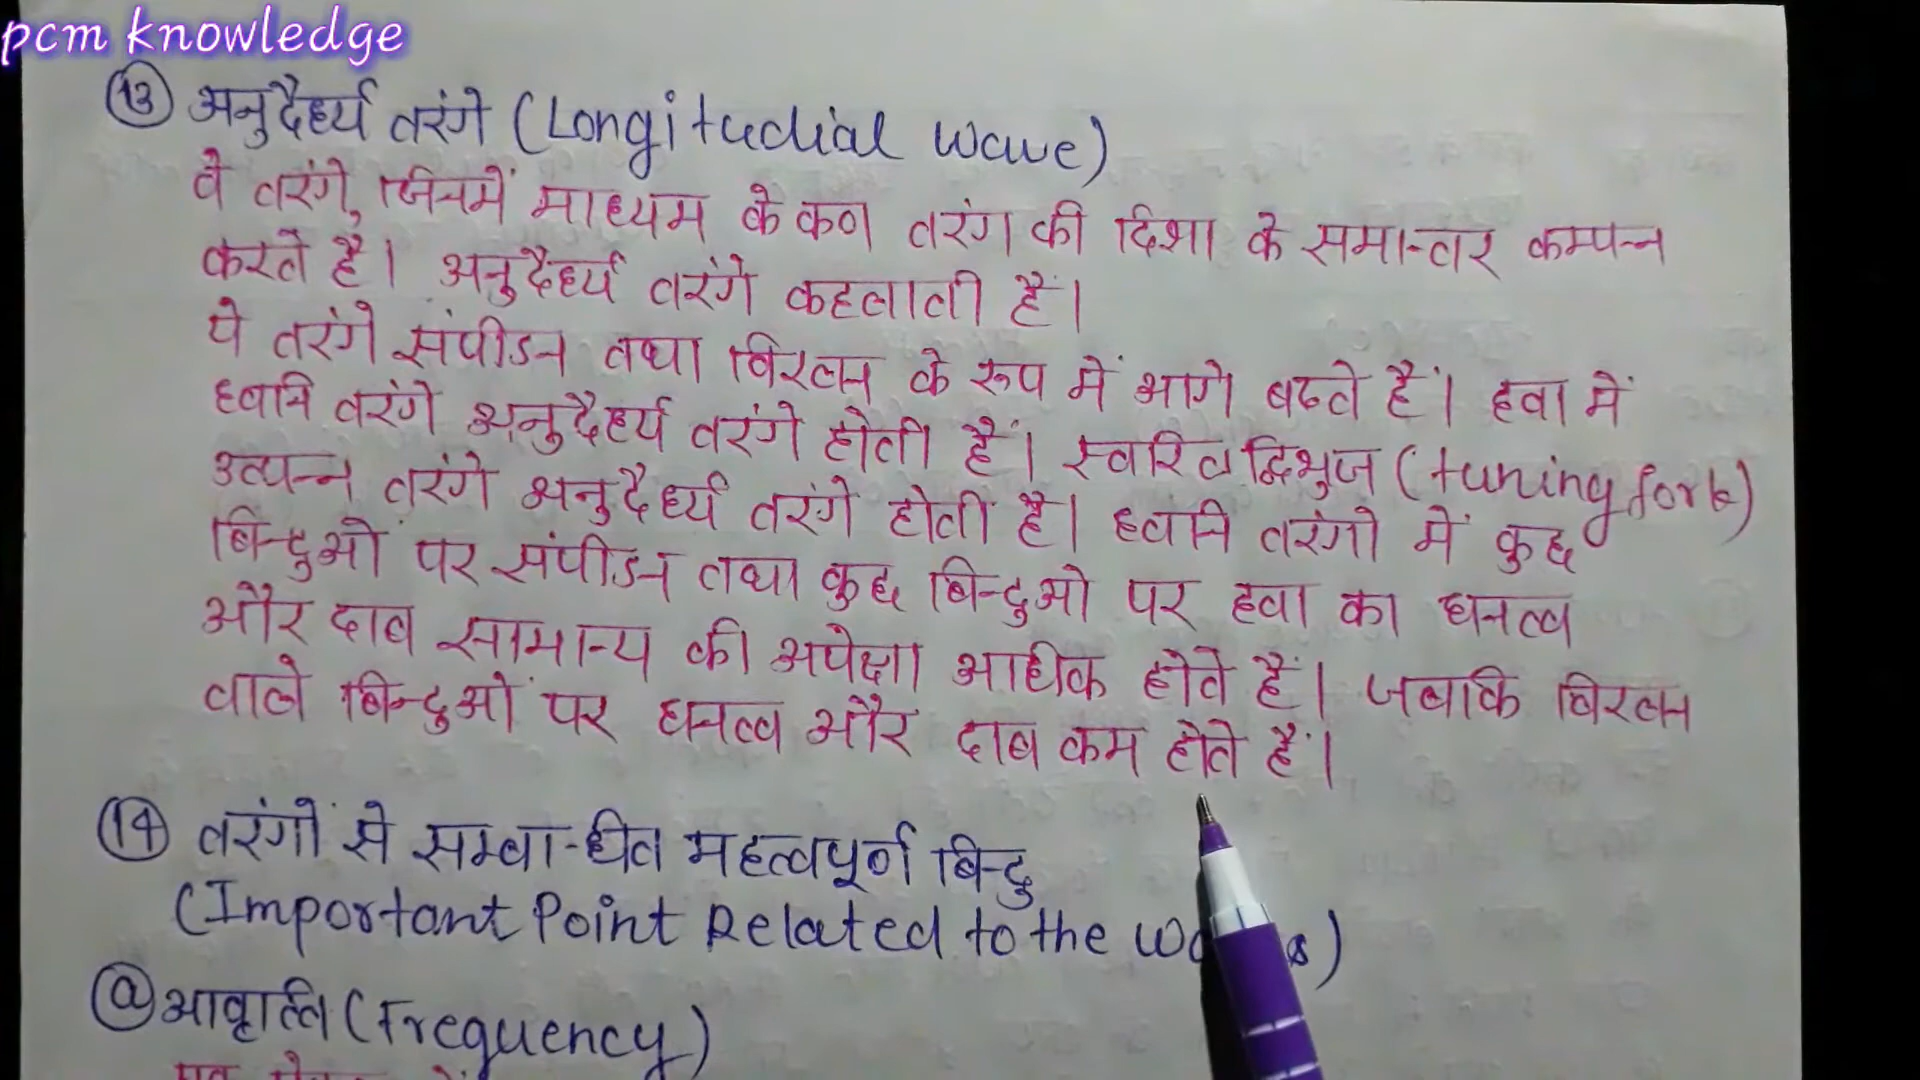 pcm knowledge
(13) अनुदैर्ध्य तरंगे (Longitudial wave)
वे तरंगे, जिनमें माध्यम के कण तरंग की दिशा के समान्तर कम्पन्न
करते है। अनुदैर्ध्य तरंगे कहलाती हैं।
ये तरंगे संपीडन तथा विरलन के रूप में आगे बढते हैं। हवा में
ध्वनि तरंगे अनुदैर्ध्य तरंगे होती हैं। स्वरित्व द्विभुज (tuning fork)
उत्पन्न तरंगे अनुदैर्ध्य तरंगे होती हैं। ध्वनि तरंगो में कुछ
बिन्दुओं पर संपीडन तथा कुछ बिन्दुओ पर हवा का घनत्व
और दाब सामान्य की अपेक्षा अधिक होते हैं। जबकि विरलन
वाले बिन्दुओं पर घनत्व और दाब कम होते हैं।
(14) तरंगों से सम्बन्धित महत्वपूर्ण बिन्दु
(Important Point Related to the
(a) आवृत्ति (Frequency)